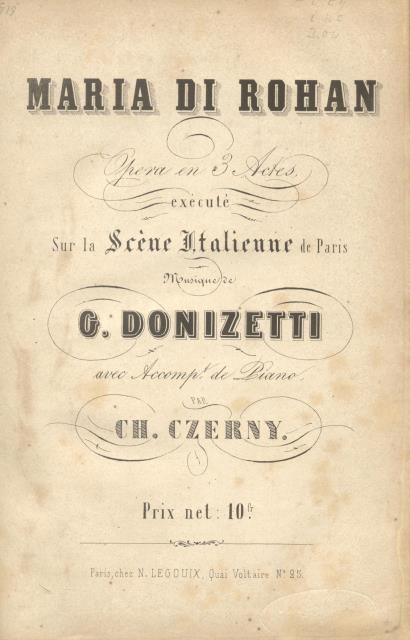 MARIA DI ROHAN
Opera en 3 Actes,
exécuté
Sur la Scène Italienne de Paris
Musique de
G. DONIZETTI
avec Accompt. de Piano,
PAR
CH. CZERNY.
Prix net: 10fr.
Paris, chez N. LEGOUIX, Quai Voltaire No. 25.